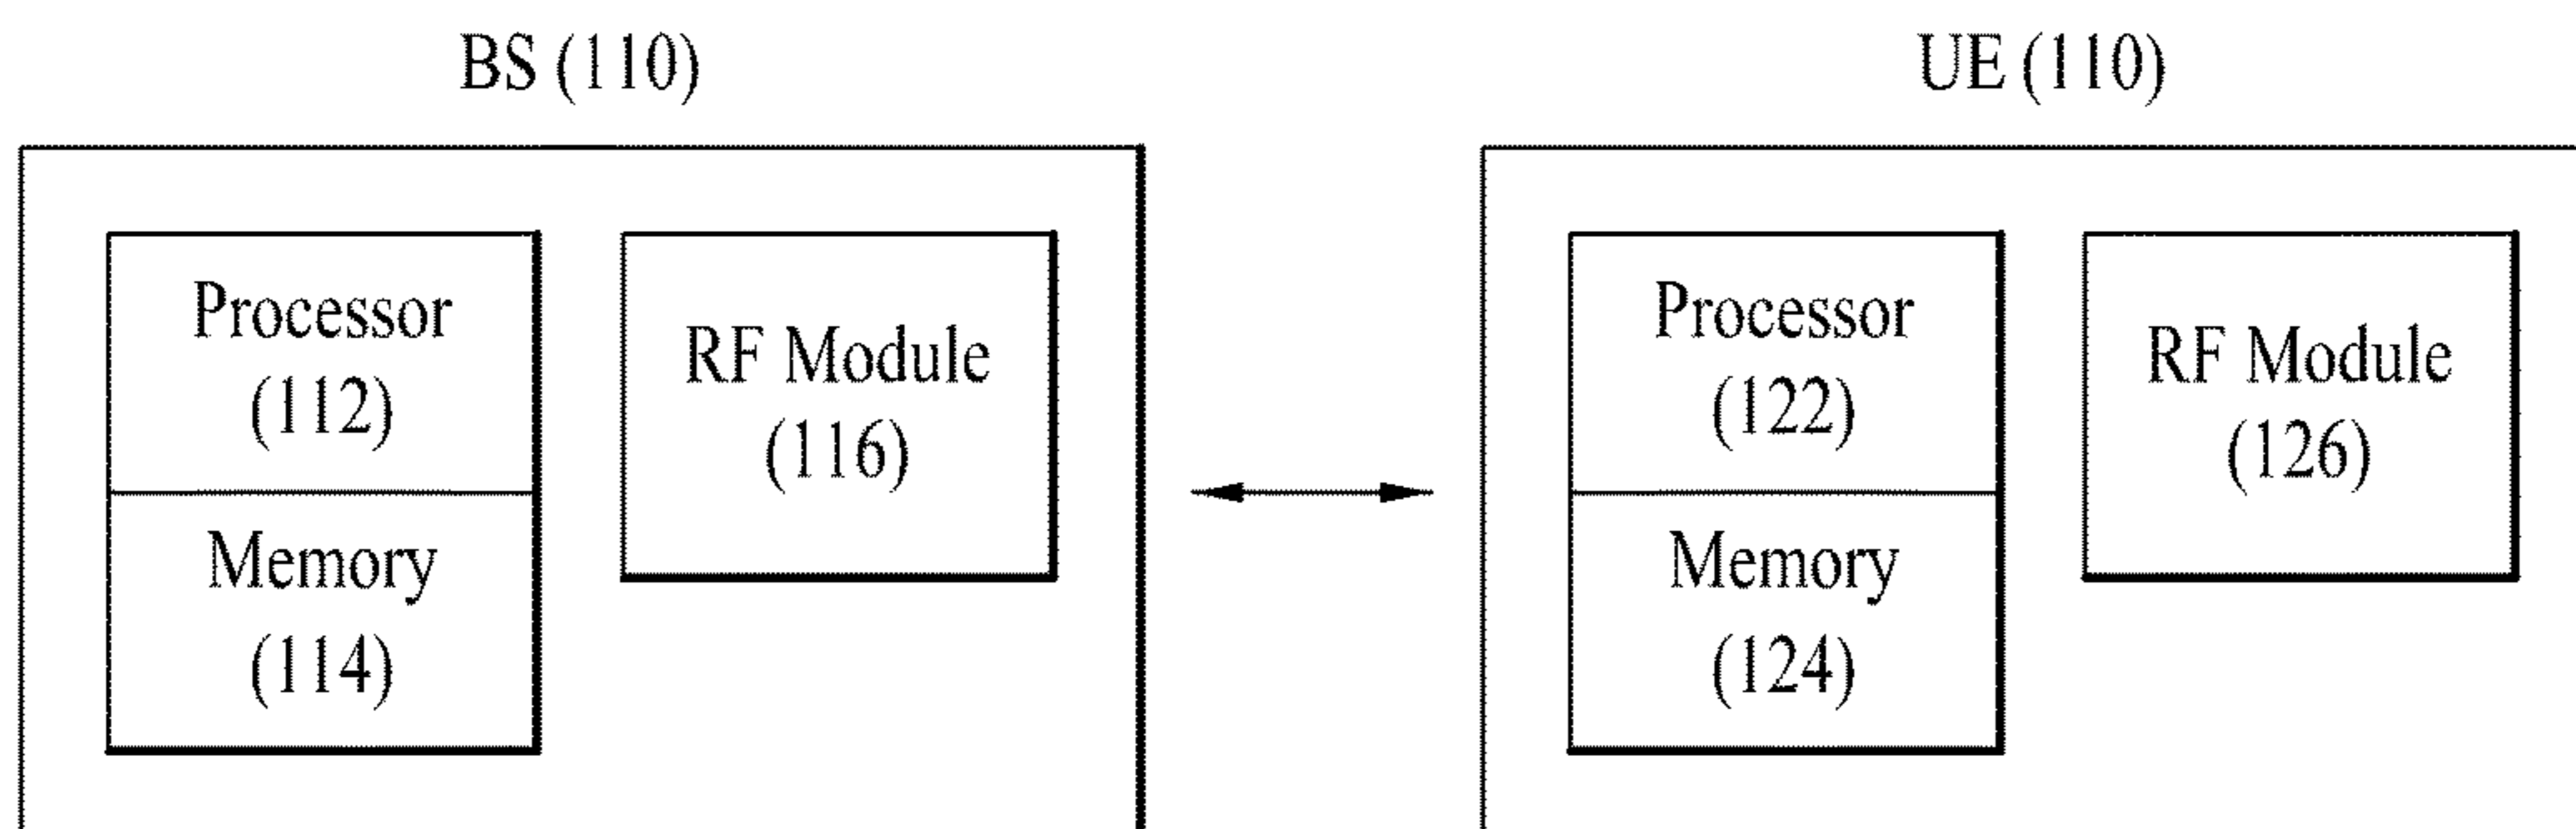 BS (110)
Processor
(112)
Memory
(114)
RF Module
(116)
UE (110)
Processor
(122)
Memory
(124)
RF Module
(126)